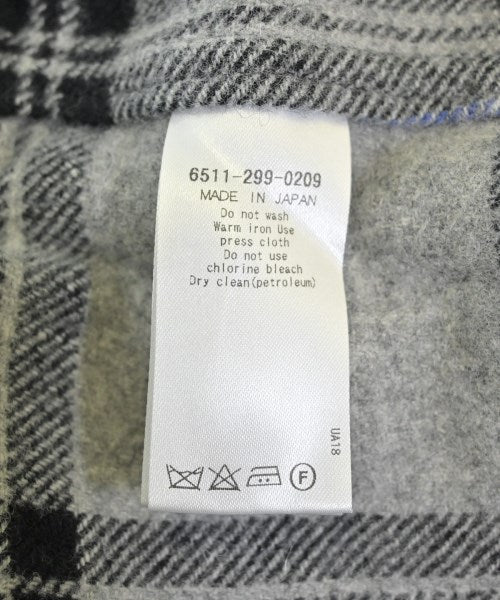 6511-299-0209
MADE IN JAPAN
Do not wash
Warm iron Use
press cloth
Do not use
chlorine bleach
Dry clean(petroleum)
UA18
F